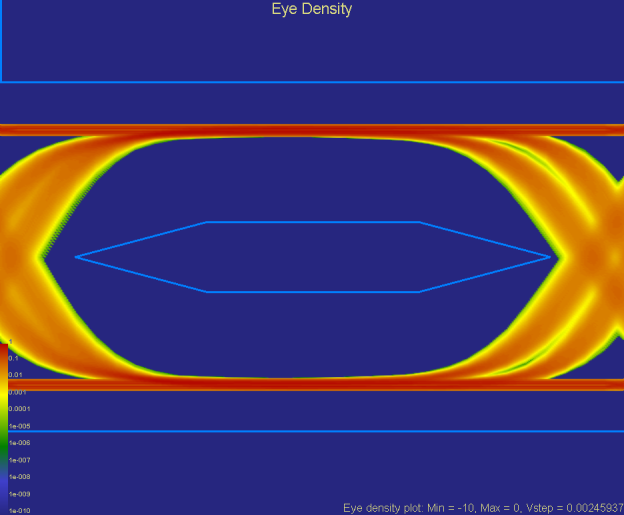 Eye Density
1
0.1
0.01
0.001
0.0001
1e-005
1e-006
1e-007
1e-008
1e-009
1e-010
Eye density plot: Min = -10, Max = 0, Vstep = 0.00245937